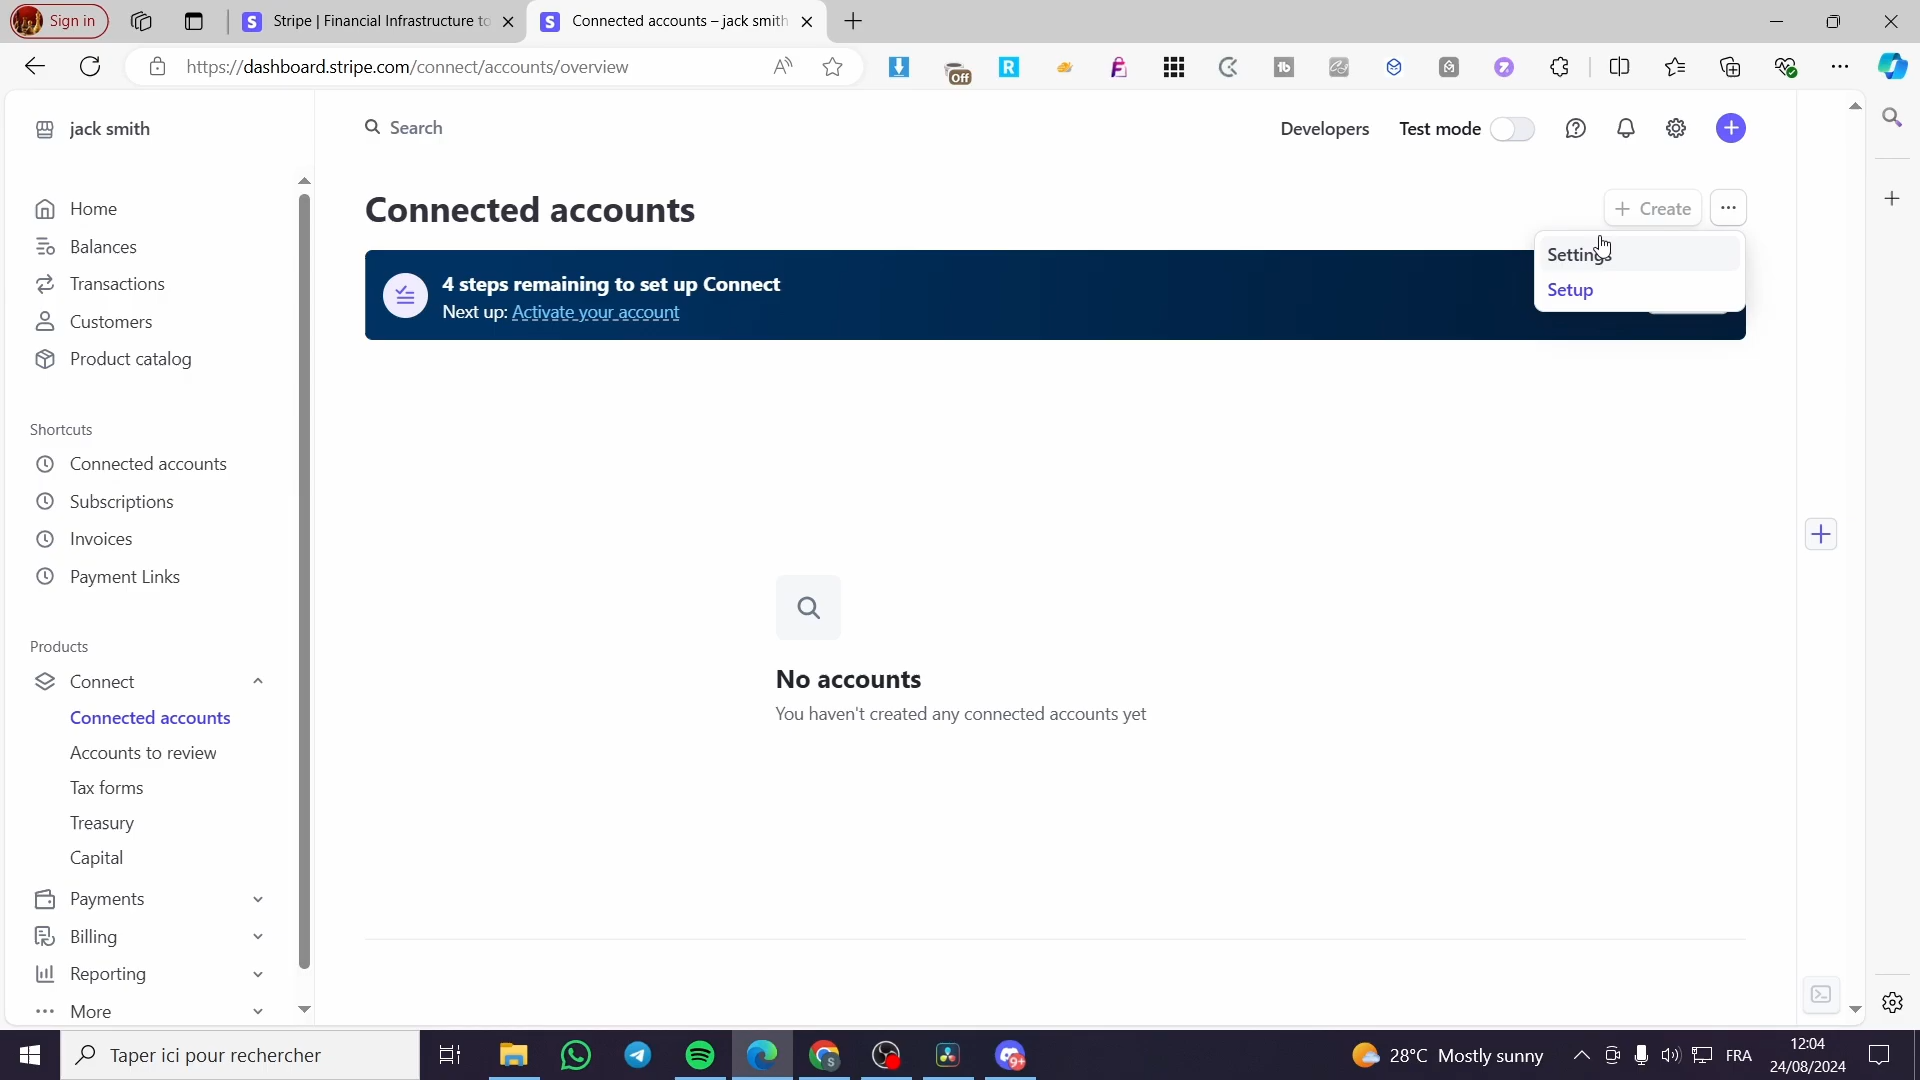 Sign in
Stripe | Financial Infrastructure to
Connected accounts – jack smith
https://dashboard.stripe.com/connect/accounts/overview
Off
jack smith
Search
Developers
Test mode
Home
Balances
Transactions
Customers
Product catalog
Shortcuts
Connected accounts
Subscriptions
Invoices
Payment Links
Products
Connect
Connected accounts
Accounts to review
Tax forms
Treasury
Capital
Payments
Billing
Reporting
More
Connected accounts
Create
Settings
Setup
4 steps remaining to set up Connect
Next up: Activate your account
No accounts
You haven't created any connected accounts yet
Taper ici pour rechercher
28°C Mostly sunny
FRA
12:04
24/08/2024